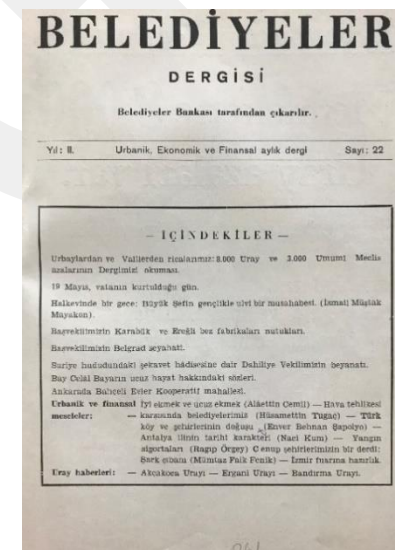 BELEDİYELER
DERGİSİ
Belediyeler Bankası tarafından çıkarılır.
Yıl: II. Urbanik, Ekonomik ve Finansal aylık dergi Sayı: 22
— İÇİNDEKİLER —
Urbaylardan ve Valilerden ricalarımız: 8.000 Uray ve 3.000 Umumi Meclis
azalarının Dergimizi okuması.
19 Mayıs, vatanın kurtulduğu gün.
Halkevinde bir gece: Büyük Şefin gençlikle ulvi bir musahabesi. (İsmail Müştak
Mayakon).
Başvekilimizin Karabük ve Ereğli bez fabrikaları nutukları.
Başvekilimizin Belgrad seyahati.
Suriye hududundaki şekavet hâdisesine dair Dahiliye Vekilimizin beyanatı.
Bay Celâl Bayarın ucuz hayat hakkındaki sözleri.
Ankarada Bahçeli Evler Kooperatif mahallesi.
Urbanik ve finansal İyi ekmek ve ucuz ekmek (Alâettin Cemil) — Hava tehlikesi
meseleler: — karşısında belediyelerimiz (Hüsamettin Tugaç) — Türk
köy ve şehirlerinin doğuşu (Enver Behnan Şapolyo) —
Antalya ilinin tarihî karakteri (Naci Kum) — Yangın
sigortaları (Ragıp Örgey) Cenup şehirlerimizin bir derdi;
Şark çıbanı (Mümtaz Faik Fenik) — İzmir fuarına hazırlık.
Uray haberleri: — Akçakoca Urayı — Ergani Urayı — Bandırma Urayı.